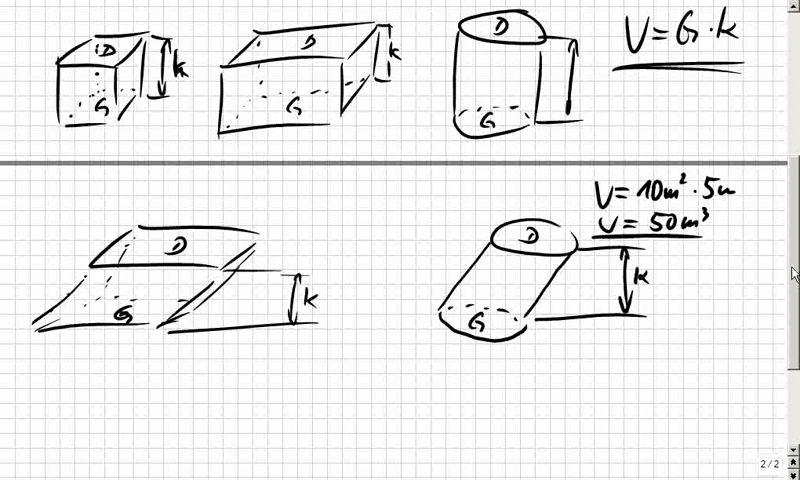 D
k
G
D
k
G
D
G
V = G · k
V = 10m² · 5m
V = 50m³
D
k
G
D
k
G
2/2